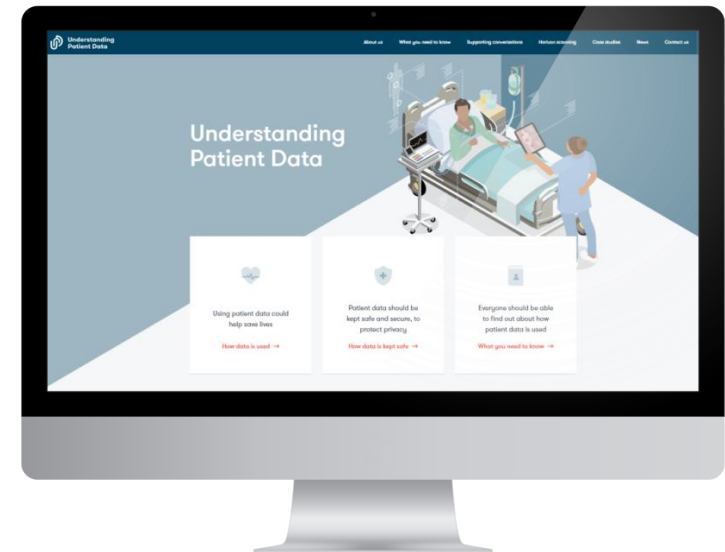 Understanding
Patient Data
About us
What you need to know
Supporting conversations
Horizon scanning
Case studies
News
Contact us
Understanding
Patient Data
Using patient data could
help save lives
How data is used →
Patient data should be
kept safe and secure, to
protect privacy
How data is kept safe →
Everyone should be able
to find out about how
patient data is used
What you need to know →